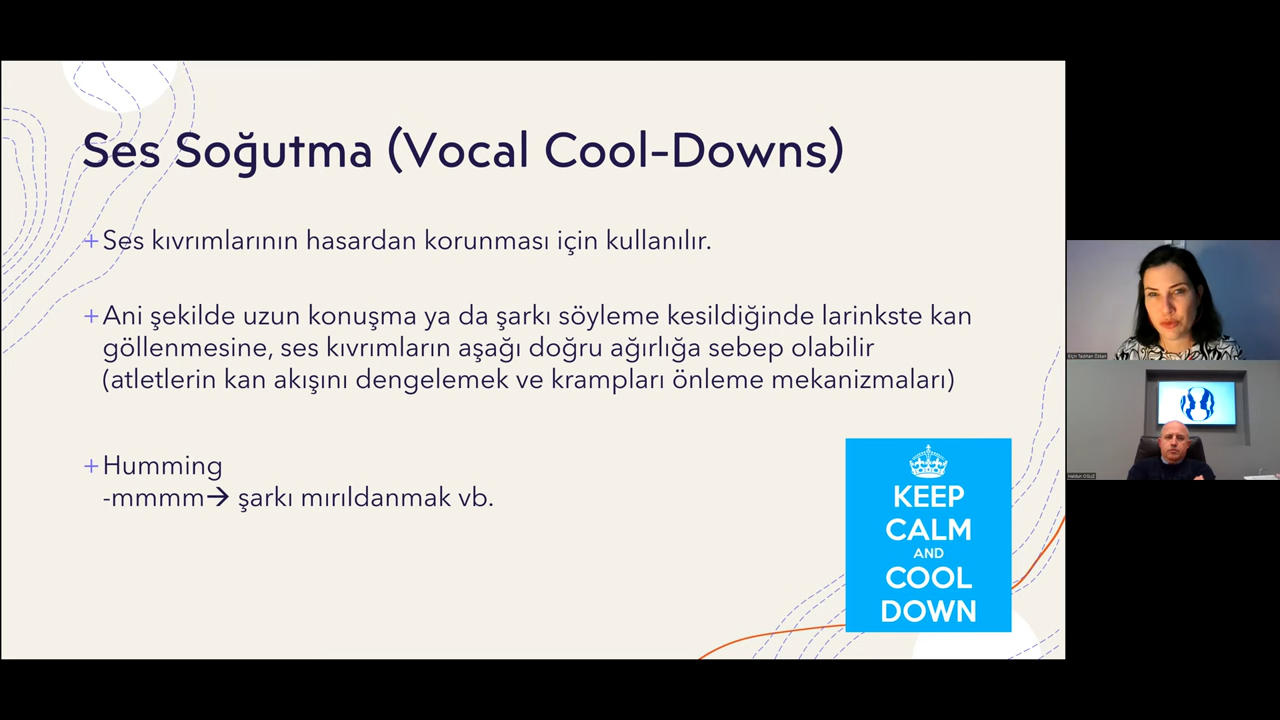 Ses Soğutma (Vocal Cool-Downs)
+Ses kıvrımlarının hasardan korunması için kullanılır.
+Ani şekilde uzun konuşma ya da şarkı söyleme kesildiğinde larinkste kan
göllenmesine, ses kıvrımların aşağı doğru ağırlığa sebep olabilir
(atletlerin kan akışını dengelemek ve krampları önleme mekanizmaları)
+Humming
-mmmm→ şarkı mırıldanmak vb.
KEEP
CALM
AND
COOL
DOWN